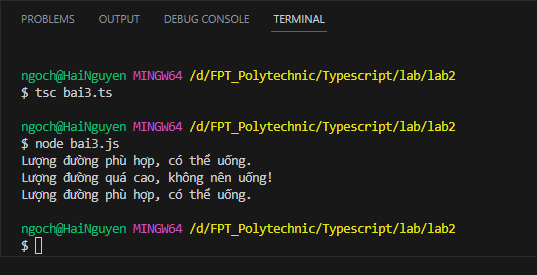 PROBLEMS OUTPUT DEBUG CONSOLE TERMINAL
ngoch@HaiNguyen MINGW64 /d/FPT_Polytechnic/Typescript/lab/lab2
$ tsc bai3.ts
ngoch@HaiNguyen MINGW64 /d/FPT_Polytechnic/Typescript/lab/lab2
$ node bai3.js
Lượng đường phù hợp, có thể uống.
Lượng đường quá cao, không nên uống!
Lượng đường phù hợp, có thể uống.
ngoch@HaiNguyen MINGW64 /d/FPT_Polytechnic/Typescript/lab/lab2
$